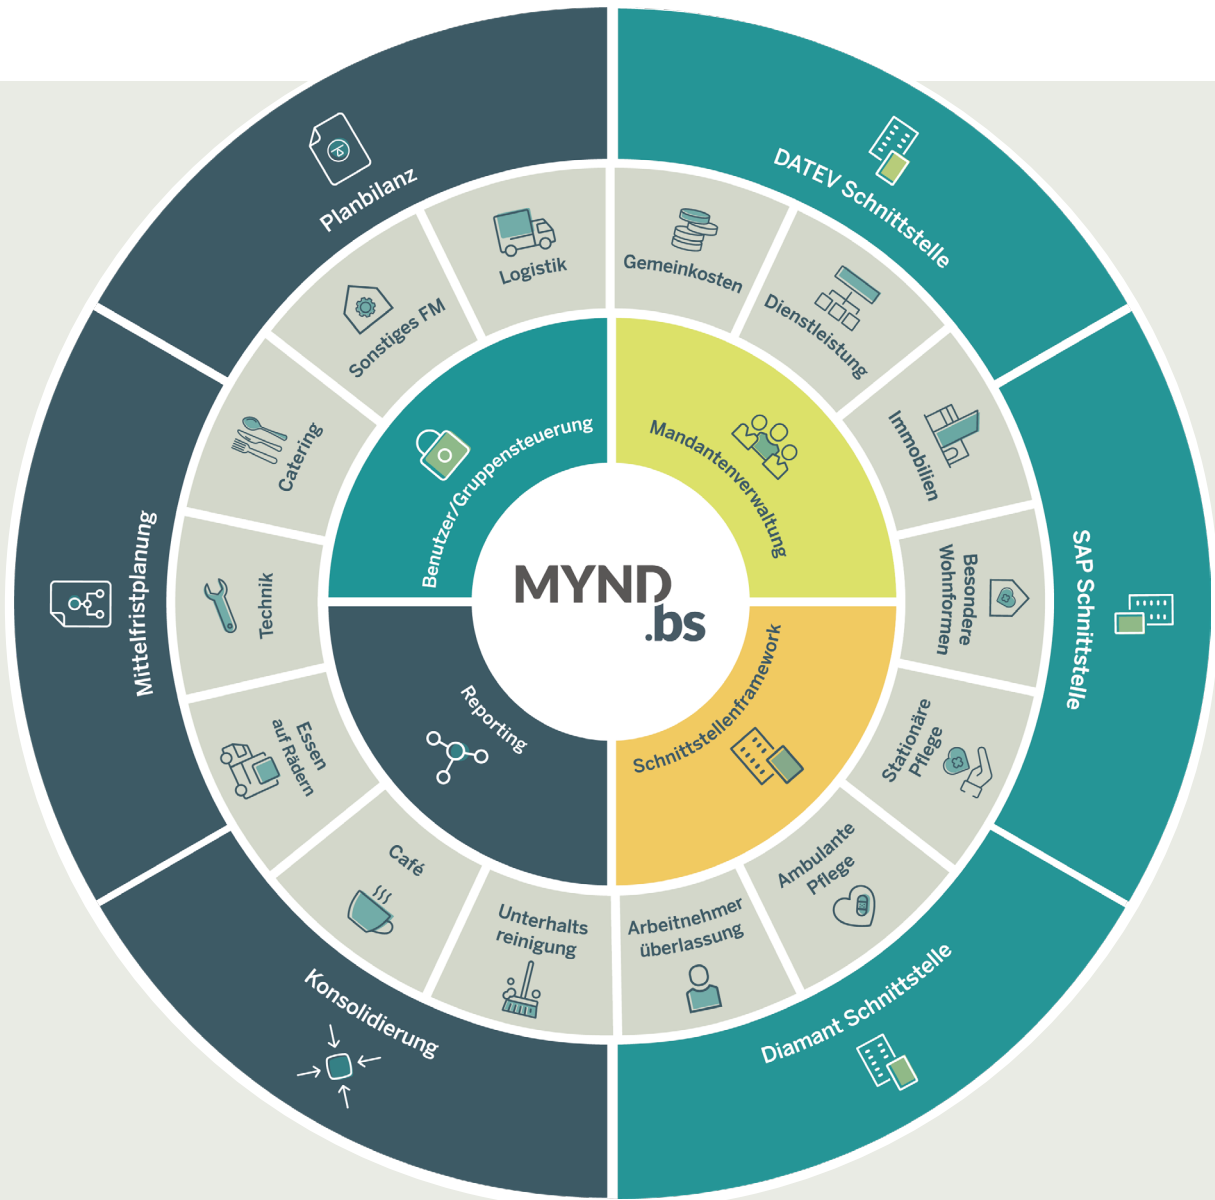 Planbilanz
DATEV Schnittstelle
SAP Schnittstelle
Diamant Schnittstelle
Konsolidierung
Mittelfristplanung
Logistik
Gemeinkosten
Dienstleistung
Immobilien
Besondere
Wohnformen
Stationäre
Pflege
Ambulante
Pflege
Arbeitnehmer
überlassung
Unterhalts
reinigung
Café
Essen
auf Rädern
Technik
Catering
Sonstiges FM
Benutzer/Gruppensteuerung
Mandantenverwaltung
Schnittstellenframework
Reporting
MYND
.bs